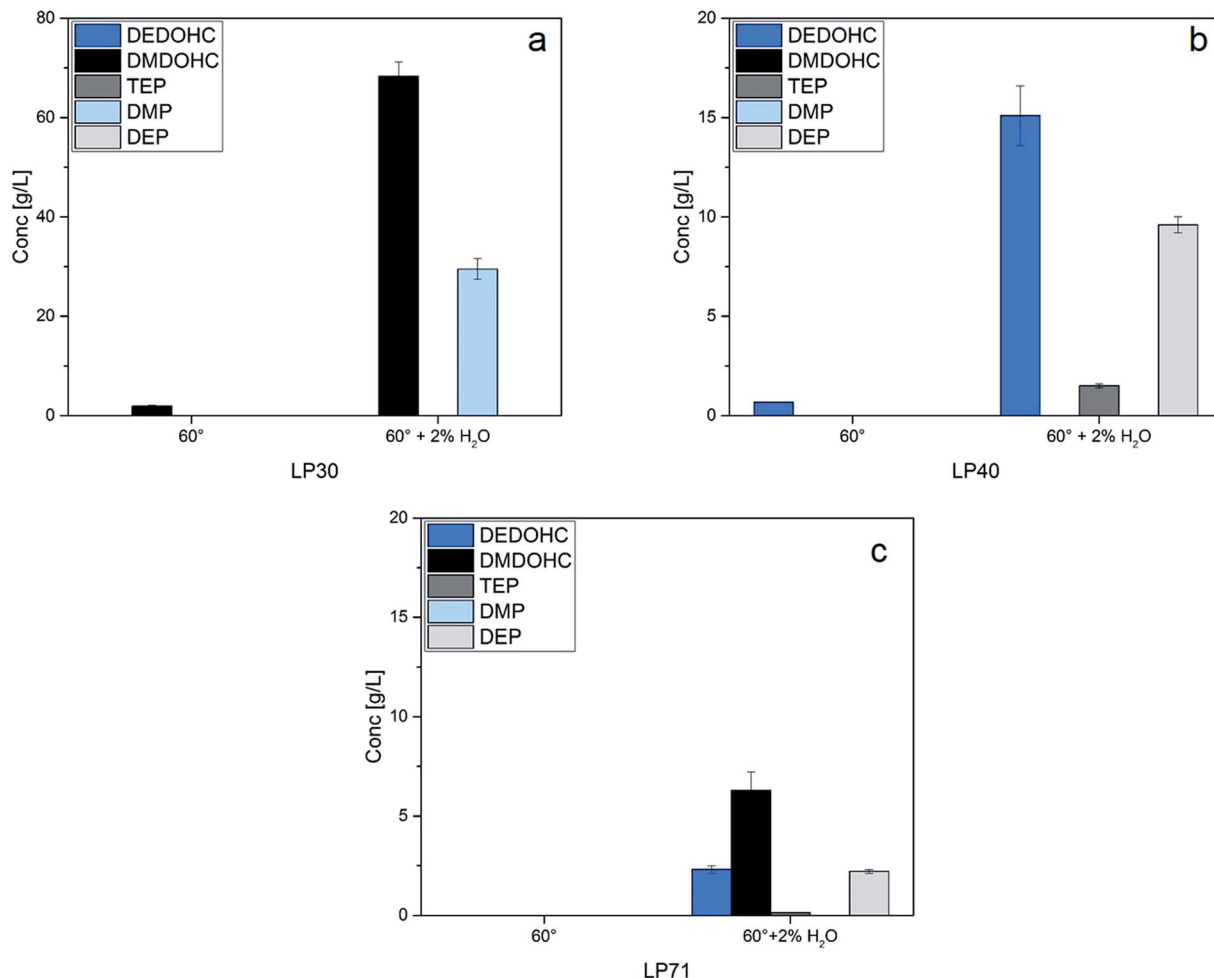 a
DEDOHC
DMDOHC
TEP
DMP
DEP
Conc [g/L]
80
60
40
20
0
60°
60° + 2% H₂O
LP30
b
DEDOHC
DMDOHC
TEP
DMP
DEP
Conc [g/L]
20
15
10
5
0
60°
60° + 2% H₂O
LP40
c
DEDOHC
DMDOHC
TEP
DMP
DEP
Conc [g/L]
20
15
10
5
0
60°
60°+2% H₂O
LP71